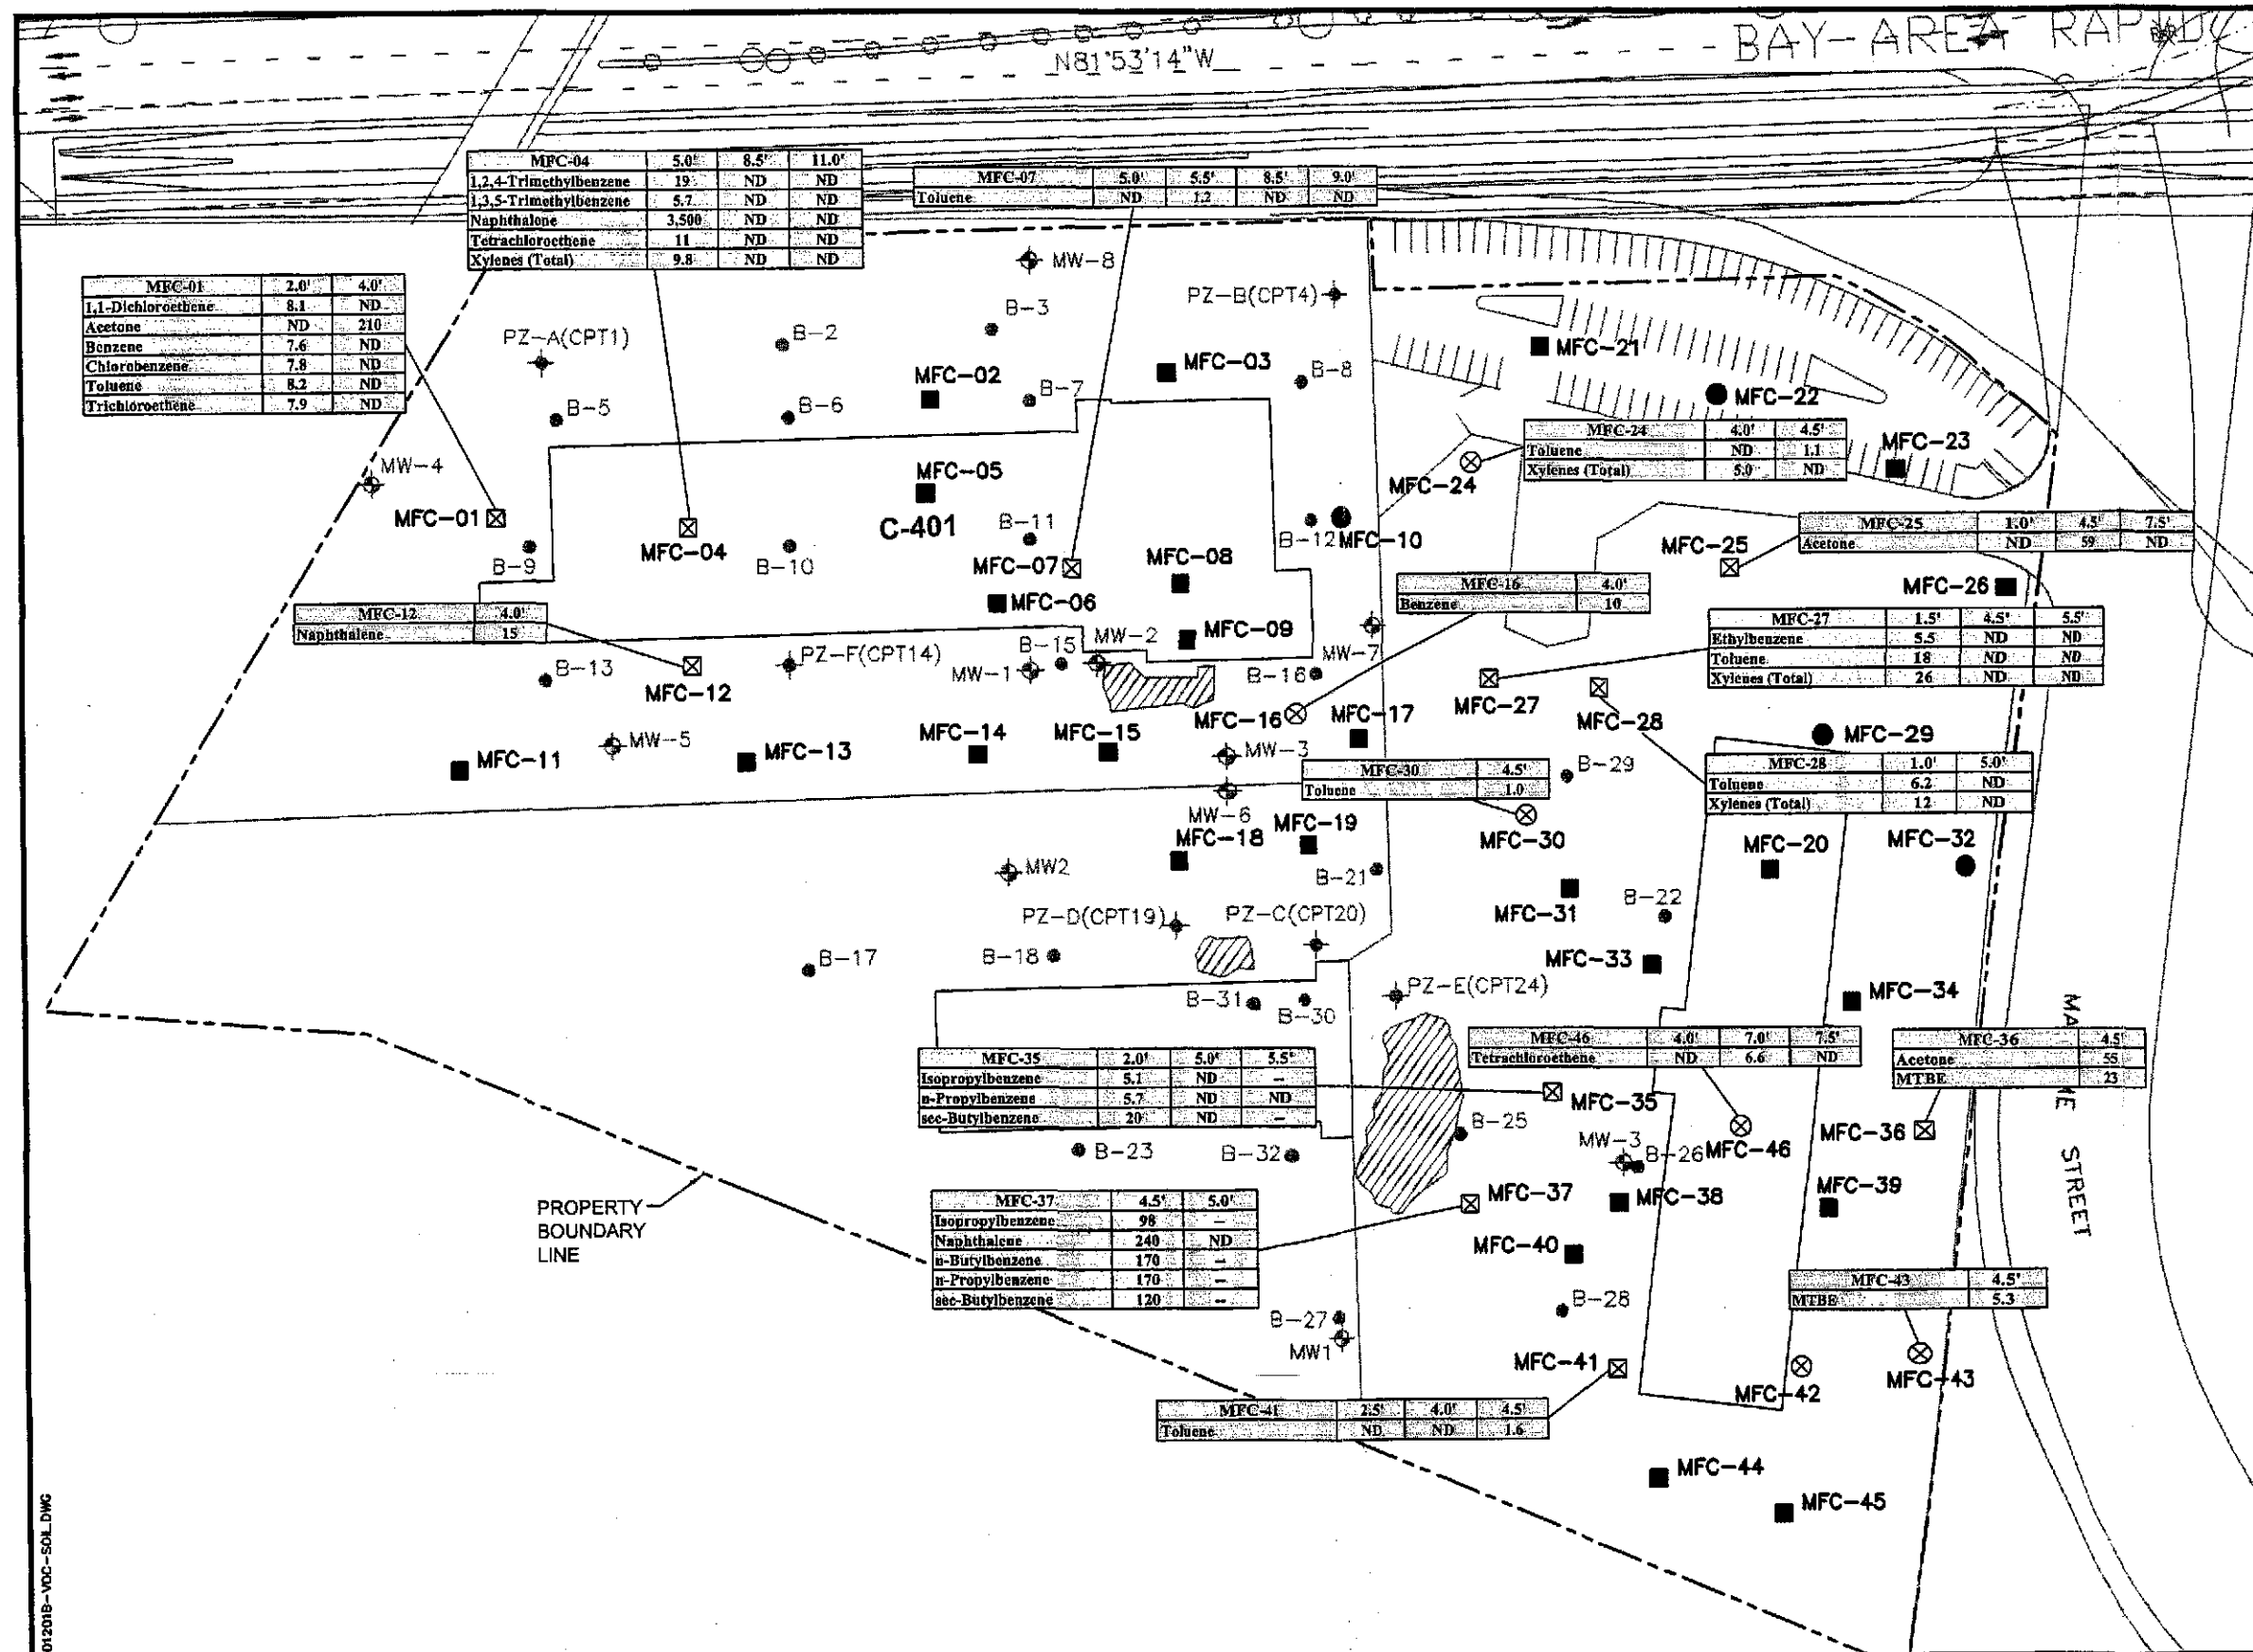 BAY-AREA RAPID
N81°53'14"W
MFC-04 5.0' 8.5' 11.0'
1,2,4-Trimethylbenzene 19 ND ND
1,3,5-Trimethylbenzene 5.7 ND ND
Naphthalene 3,500 ND ND
Tetrachloroethene 11 ND ND
Xylenes (Total) 9.8 ND ND
MFC-07 5.0' 5.5' 8.5' 9.0'
Toluene ND 1.2 ND ND
MFC-01 2.0' 4.0'
1,1-Dichloroethene 8.1 ND
Acetone ND 210
Benzene 7.6 ND
Chlorobenzene 7.8 ND
Toluene 8.2 ND
Trichloroethene 7.9 ND
MW-8
PZ-B(CPT4)
B-3
PZ-A(CPT1)
B-2
MFC-21
MFC-02
MFC-03
B-8
B-7
MFC-22
B-5
B-6
MFC-24 4.0' 4.5'
Toluene ND 1.1
Xylenes (Total) 5.0 ND
MFC-23
MW-4
MFC-05
MFC-24
MFC-01
C-401
B-11
MFC-04
B-12
MFC-10
MFC-25
MFC-25 1.0' 4.5' 7.5'
Acetone ND 59 ND
B-9
B-10
MFC-07
MFC-08
MFC-16 4.0'
Benzene 10
MFC-26
MFC-06
MFC-12 4.0'
Naphthalene 15
MFC-27 1.5' 4.5' 5.5'
Ethylbenzene 5.5 ND ND
Toluene 18 ND ND
Xylenes (Total) 26 ND ND
MFC-09
MW-2
B-15
PZ-F(CPT14)
MW-7
B-13
MFC-12
MW-1
B-16
MFC-27
MFC-16
MFC-17
MFC-28
MFC-11
MW-5
MFC-13
MFC-14
MFC-15
MW-3
MFC-29
MFC-30 4.5'
Toluene 1.0
B-29
MFC-28 1.0' 5.0'
Toluene 6.2 ND
Xylenes (Total) 12 ND
MW-6
MFC-19
MFC-18
MFC-30
MFC-20
MFC-32
MW2
B-21
MFC-31
B-22
PZ-D(CPT19)
PZ-C(CPT20)
B-17
B-18
MFC-33
B-31
B-30
PZ-E(CPT24)
MFC-34
MFC-35 2.0' 5.0' 5.5'
Isopropylbenzene 5.1 ND --
n-Propylbenzene 5.7 ND ND
sec-Butylbenzene 20 ND --
MFC-46 4.0' 7.0' 7.5'
Tetrachloroethene ND 6.6 ND
MFC-36 4.5'
Acetone 55
MTBE 23
STREET
MFC-35
B-25
MFC-36
B-23
B-32
MW-3
B-26
MFC-46
MFC-37
MFC-38
MFC-39
PROPERTY
BOUNDARY
LINE
MFC-37 4.5' 5.0'
Isopropylbenzene 98 --
Naphthalene 240 ND
n-Butylbenzene 170 --
n-Propylbenzene 170 --
sec-Butylbenzene 120 --
MFC-40
MFC-43 4.5'
MTBE 5.3
B-28
B-27
MW1
MFC-41
MFC-42
MFC-43
MFC-41 2.5' 4.0' 4.5'
Toluene ND ND 1.6
MFC-44
MFC-45
01201B-VOC-SOIL.DWG